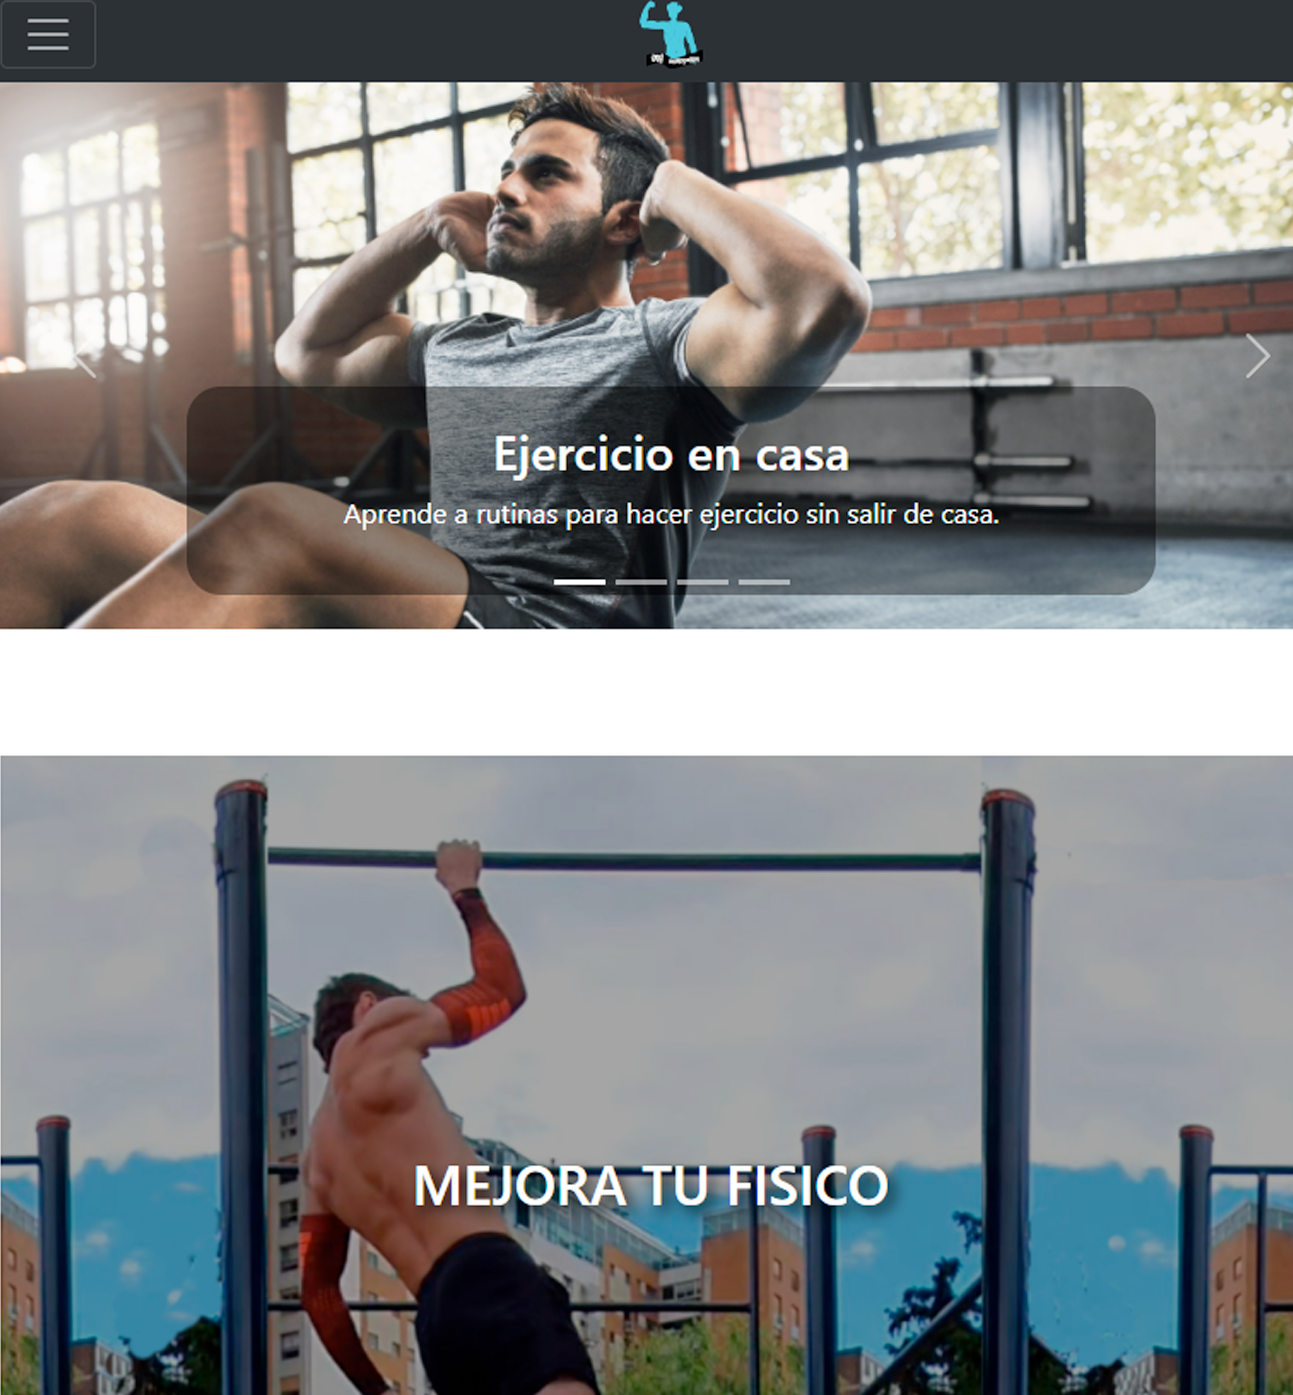 Ejercicio en casa
Aprende a rutinas para hacer ejercicio sin salir de casa.
MEJORA TU FISICO